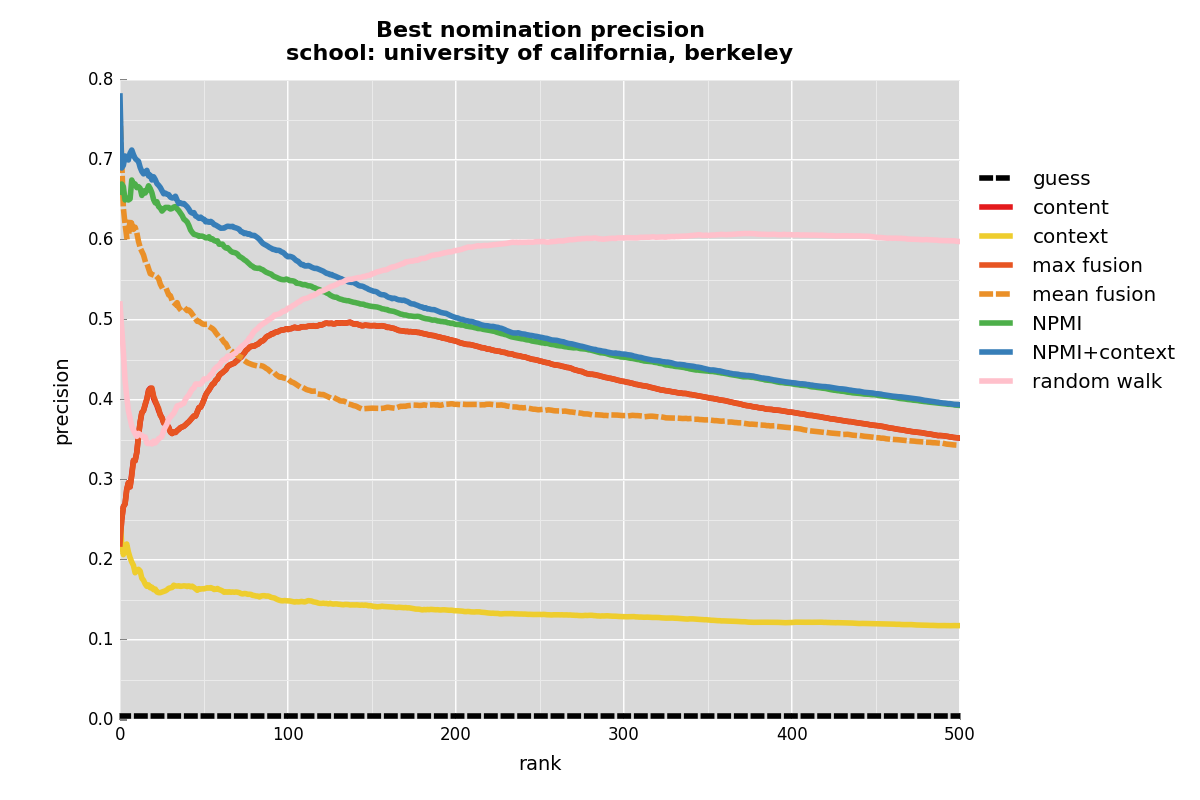 Best nomination precision
school: university of california, berkeley
precision
0.8
0.7
0.6
0.5
0.4
0.3
0.2
0.1
0.0
0
100
200
300
400
500
rank
guess
content
context
max fusion
mean fusion
NPMI
NPMI+context
random walk